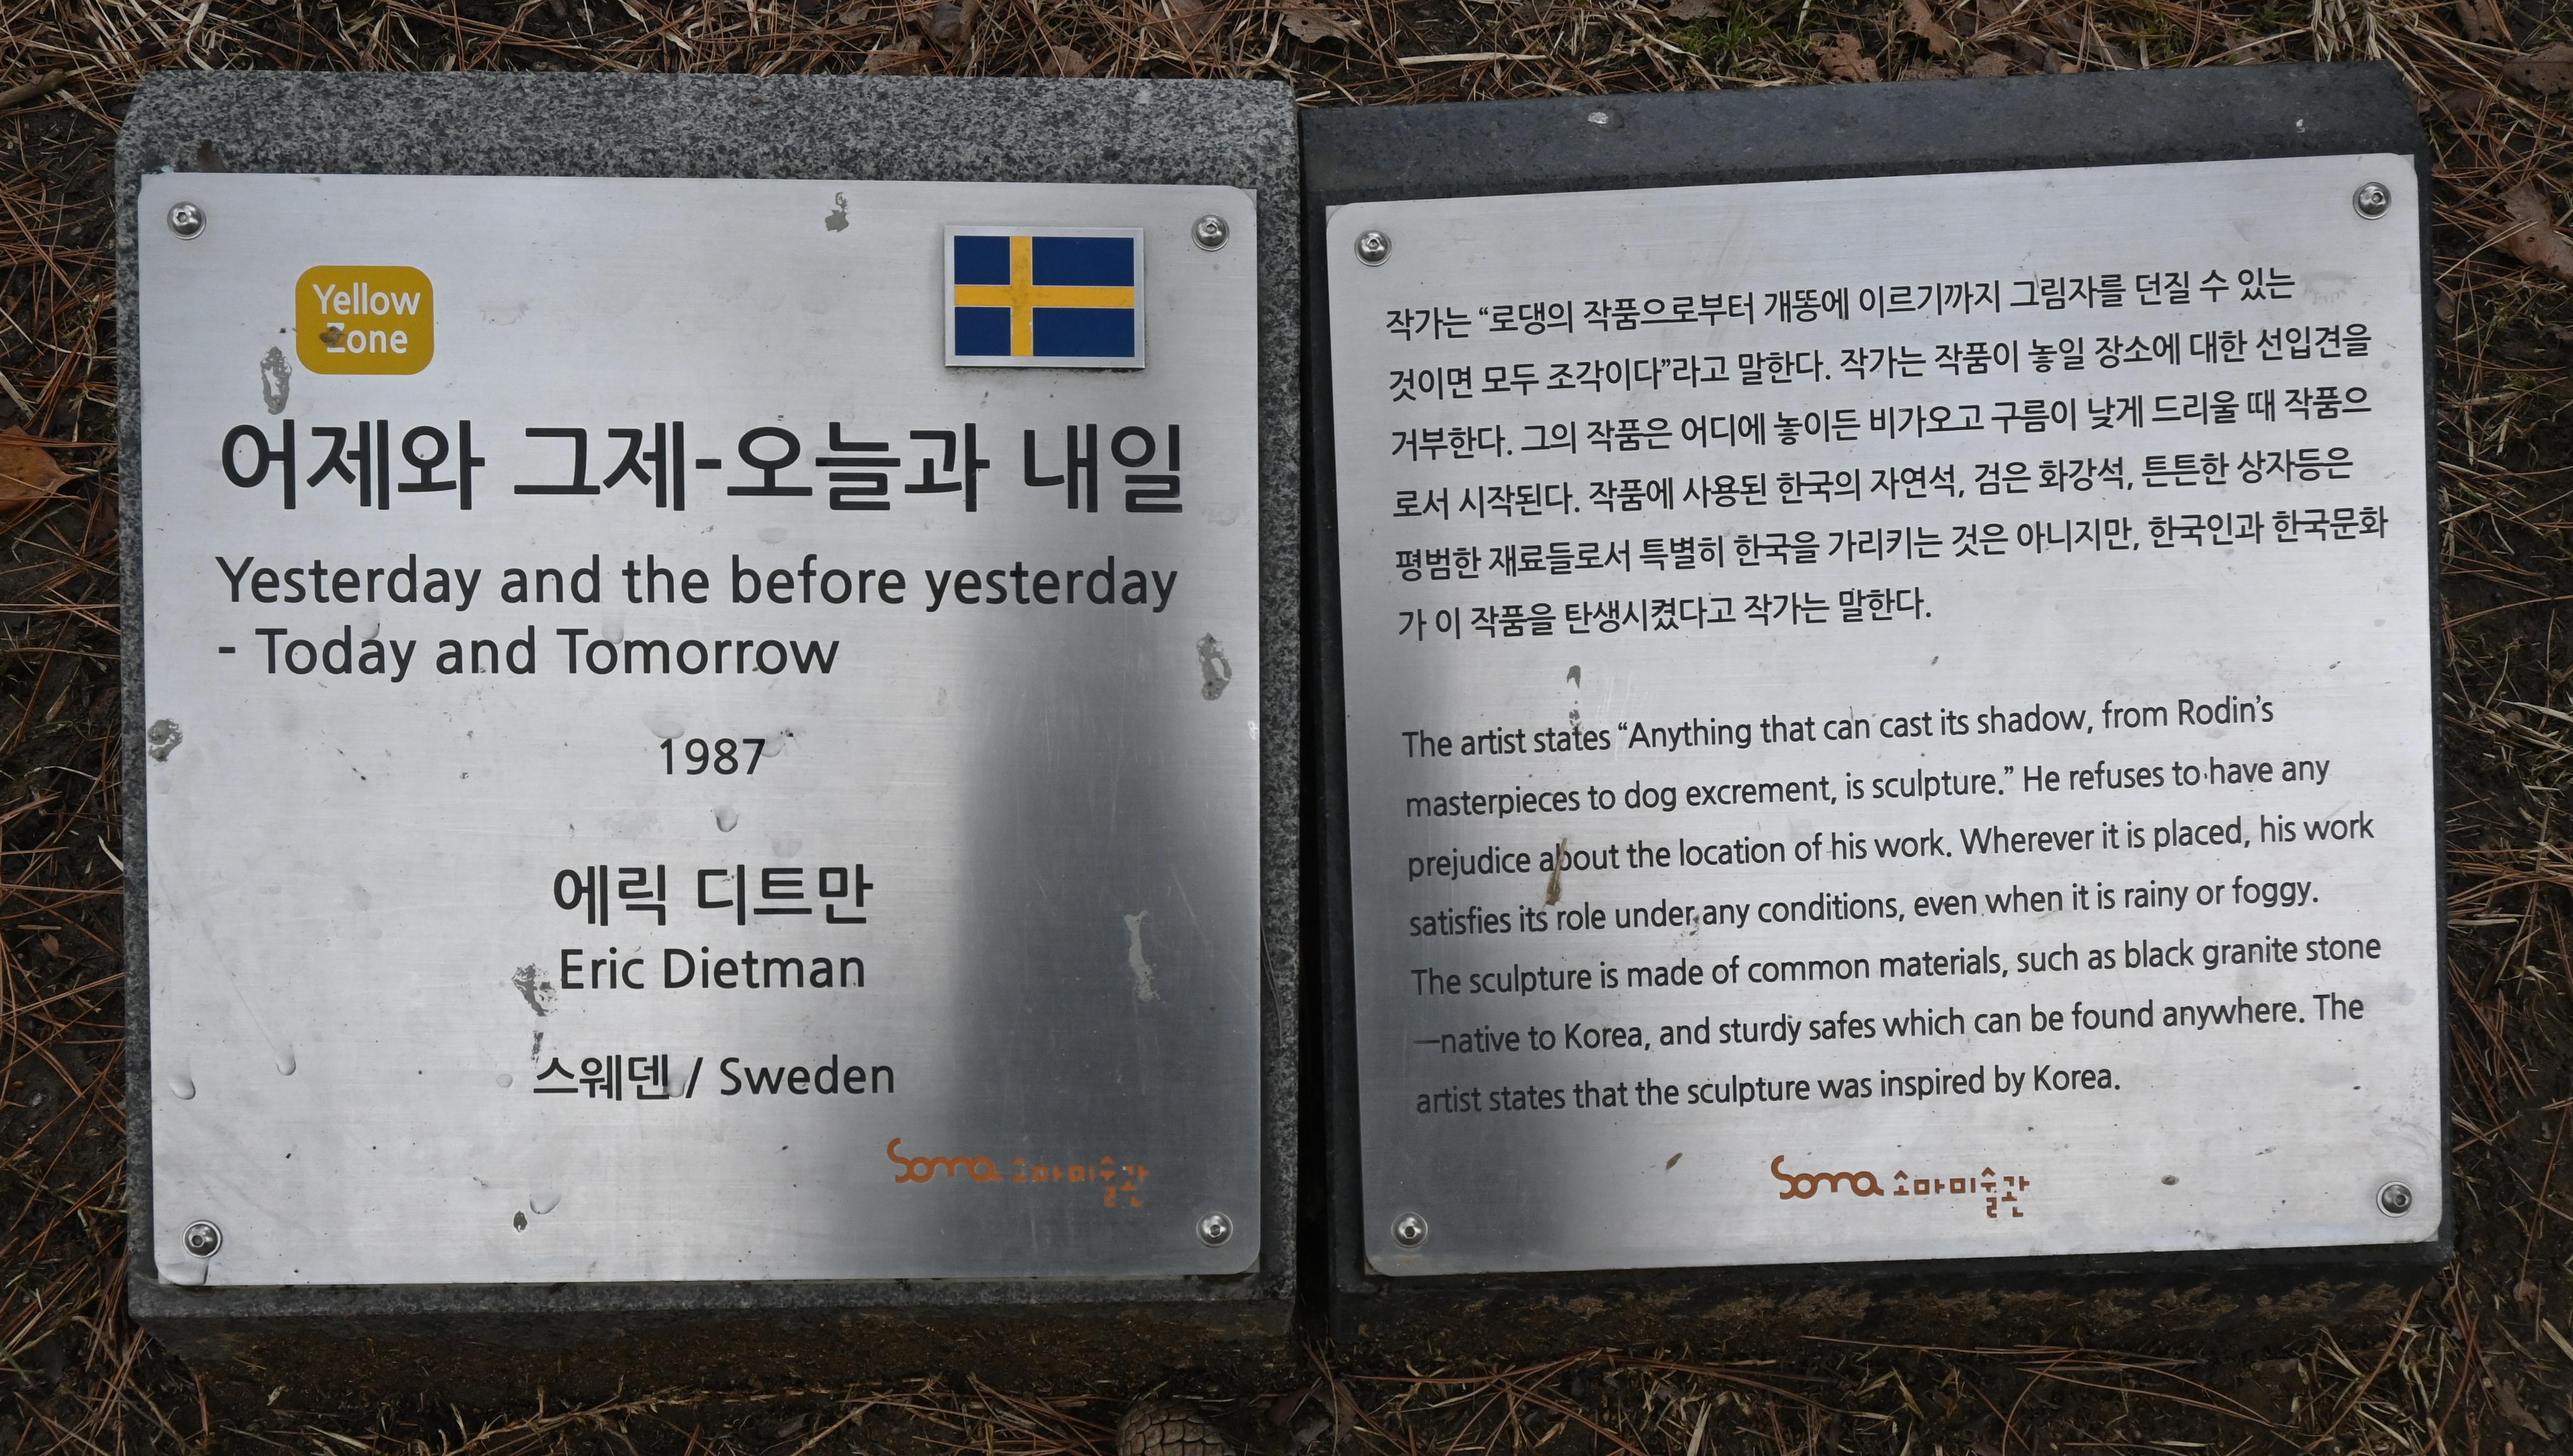 Yellow
Zone
어제와 그제-오늘과 내일
Yesterday and the before yesterday
- Today and Tomorrow
1987
에릭 디트만
Eric Dietman
스웨덴 / Sweden
Soma 소마미술관
작가는 “로댕의 작품으로부터 개똥에 이르기까지 그림자를 던질 수 있는
것이면 모두 조각이다”라고 말한다. 작가는 작품이 놓일 장소에 대한 선입견을
거부한다. 그의 작품은 어디에 놓이든 비가오고 구름이 낮게 드리울 때 작품으
로서 시작된다. 작품에 사용된 한국의 자연석, 검은 화강석, 튼튼한 상자등은
평범한 재료들로서 특별히 한국을 가리키는 것은 아니지만, 한국인과 한국문화
가 이 작품을 탄생시켰다고 작가는 말한다.
The artist states “Anything that can cast its shadow, from Rodin’s
masterpieces to dog excrement, is sculpture.” He refuses to have any
prejudice about the location of his work. Wherever it is placed, his work
satisfies its role under any conditions, even when it is rainy or foggy.
The sculpture is made of common materials, such as black granite stone
—native to Korea, and sturdy safes which can be found anywhere. The
artist states that the sculpture was inspired by Korea.
Soma 소마미술관